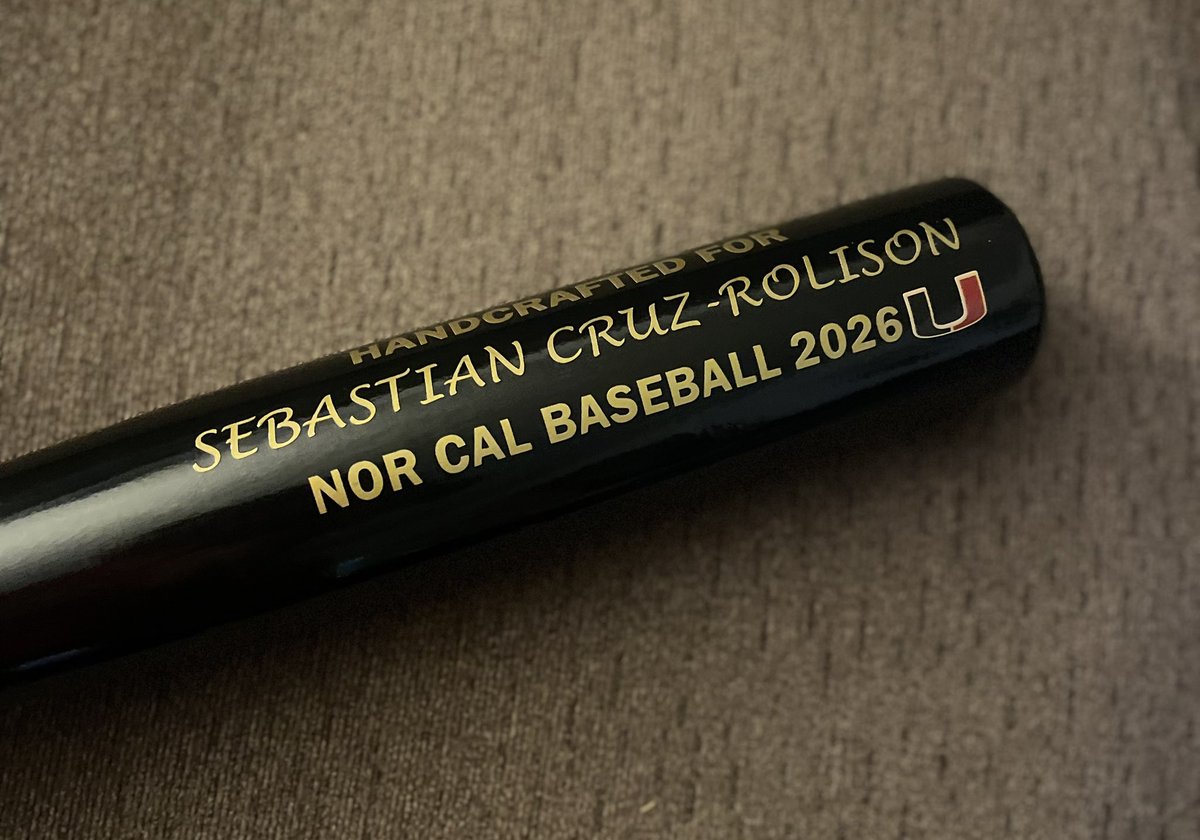 HANDCRAFTED FOR
SEBASTIAN CRUZ-ROLISON
NOR CAL BASEBALL 2026 U